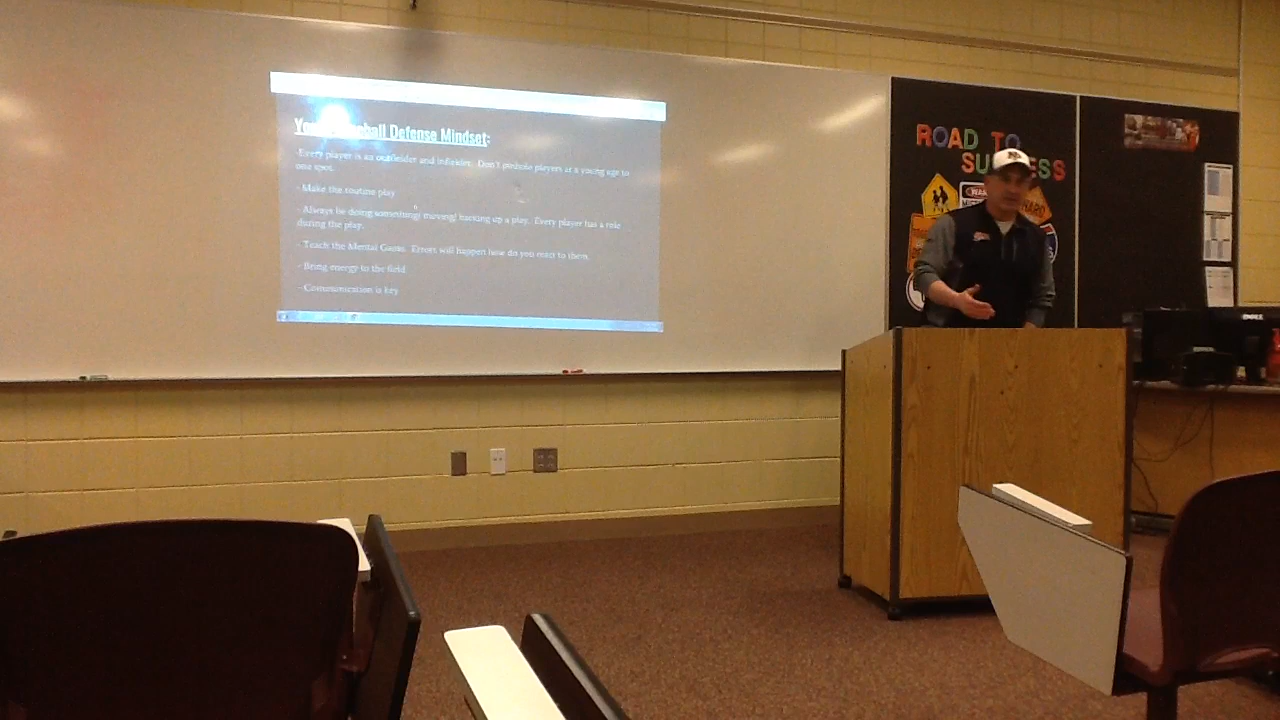 Youth Baseball Defense Mindset:
-Every player is an outfielder and infielder. Don't pinhole players at a young age to
one spot.
- Make the routine play
- Always be doing something! moving! backing up a play. Every player has a role
during the play.
- Teach the Mental Game. Errors will happen how do you react to them.
- Bring energy to the field
- Communication is key
ROAD TO
SUCCESS
DELL